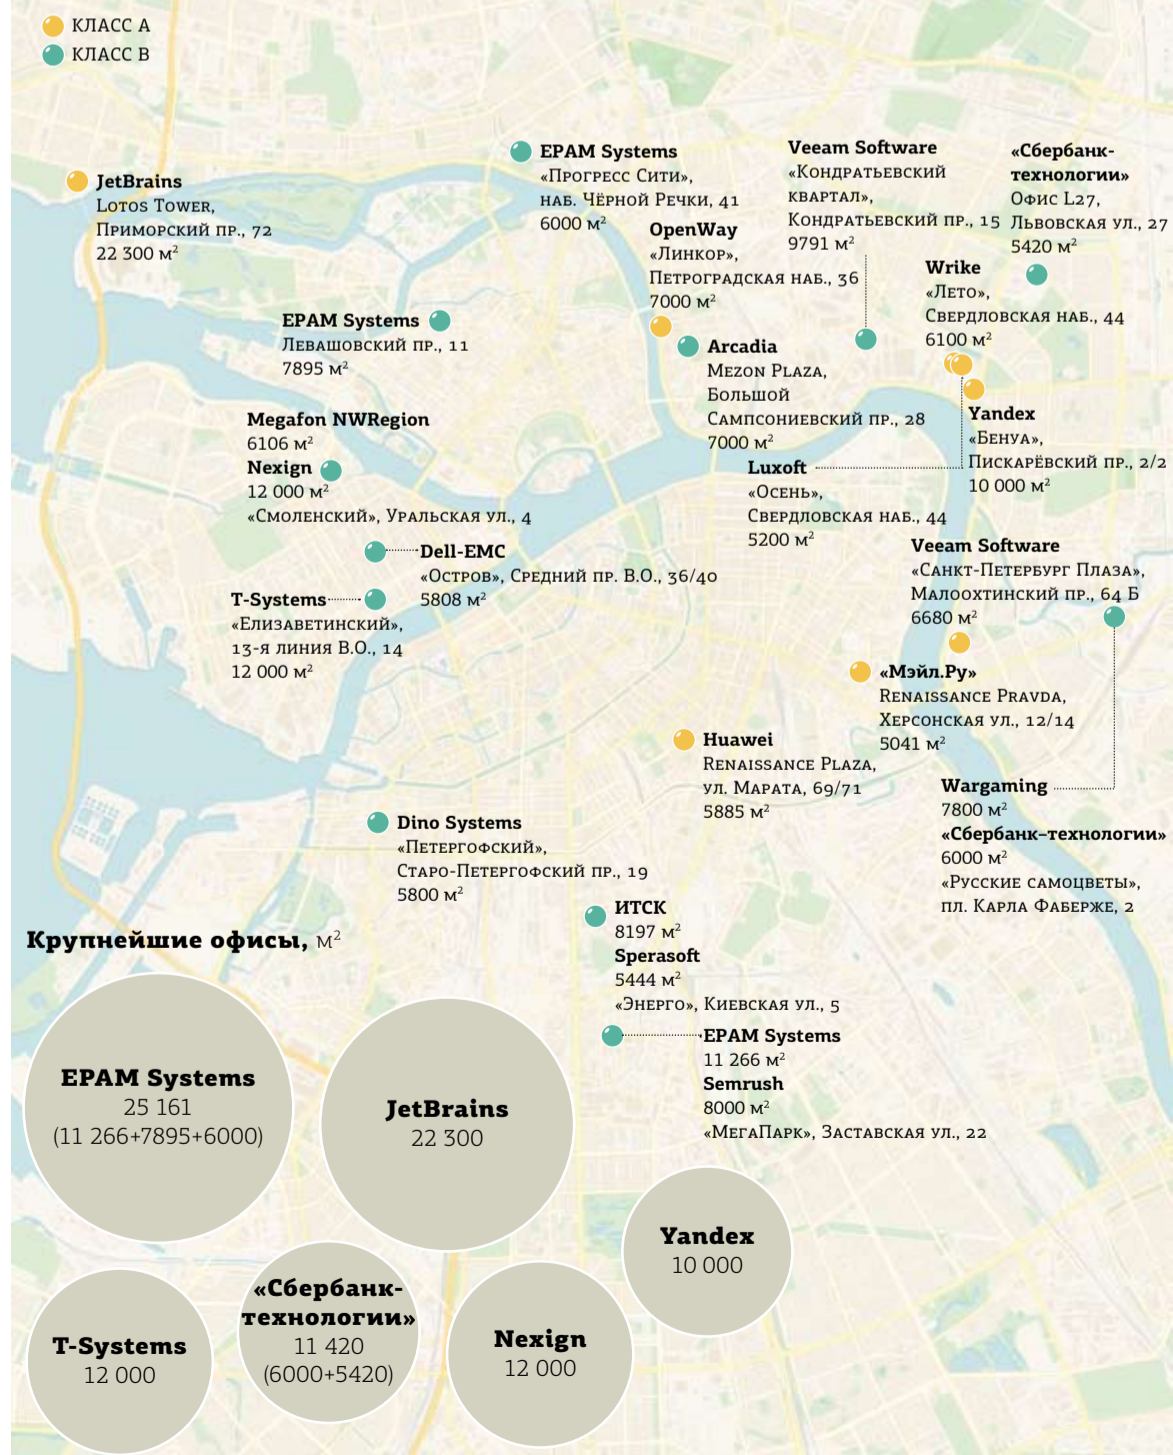 КЛАСС А
КЛАСС В
JetBrains
Lotos Tower,
Приморский пр., 72
22 300 м²
EPAM Systems
«Прогресс Сити»,
наб. Чёрной Речки, 41
6000 м²
Veeam Software
«Кондратьевский
квартал»,
Кондратьевский пр., 15
9791 м²
«Сбербанк-
технологии»
Офис L27,
Львовская ул., 27
5420 м²
OpenWay
«Линкор»,
Петроградская наб., 36
7000 м²
Wrike
«Лето»,
Свердловская наб., 44
6100 м²
EPAM Systems
Левашовский пр., 11
7895 м²
Arcadia
Mezon Plaza,
Большой
Сампсониевский пр., 28
7000 м²
Yandex
«Бенуа»,
Пискарёвский пр., 2/2
10 000 м²
Megafon NWRegion
6106 м²
Nexign
12 000 м²
«Смоленский», Уральская ул., 4
Luxoft
«Осень»,
Свердловская наб., 44
5200 м²
Dell-EMC
«Остров», Средний пр. В.О., 36/40
5808 м²
Veeam Software
«Санкт-Петербург Плаза»,
Малоохтинский пр., 64 Б
6680 м²
T-Systems
«Елизаветинский»,
13-я линия В.О., 14
12 000 м²
«Мэйл.Ру»
Renaissance Pravda,
Херсонская ул., 12/14
5041 м²
Huawei
Renaissance Plaza,
ул. Марата, 69/71
5885 м²
Wargaming
7800 м²
«Сбербанк–технологии»
6000 м²
«Русские самоцветы»,
пл. Карла Фаберже, 2
Dino Systems
«Петергофский»,
Старо-Петергофский пр., 19
5800 м²
ИТСК
8197 м²
Sperasoft
5444 м²
«Энерго», Киевская ул., 5
EPAM Systems
11 266 м²
Semrush
8000 м²
«МегаПарк», Заставская ул., 22
Крупнейшие офисы, м²
EPAM Systems
25 161
(11 266+7895+6000)
JetBrains
22 300
Yandex
10 000
T-Systems
12 000
«Сбербанк-
технологии»
11 420
(6000+5420)
Nexign
12 000